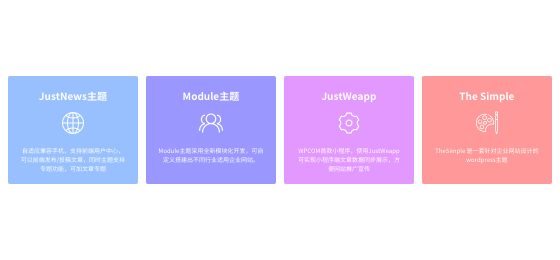 JustNews主题
自适应兼容手机，支持前端用户中心，
可以前端发布/投稿文章，同时主题支持
专题功能，可加文章专题
Module主题
Module主题采用全新模块化开发，可自
定义搭建出不同行业适用企业网站。
JustWeapp
WPCOM首款小程序，使用JustWeapp
可实现小程序端文章数据同步展示，方
便网站推广宣传
The Simple
TheSimple 是一套针对企业网站设计的
wordpress主题